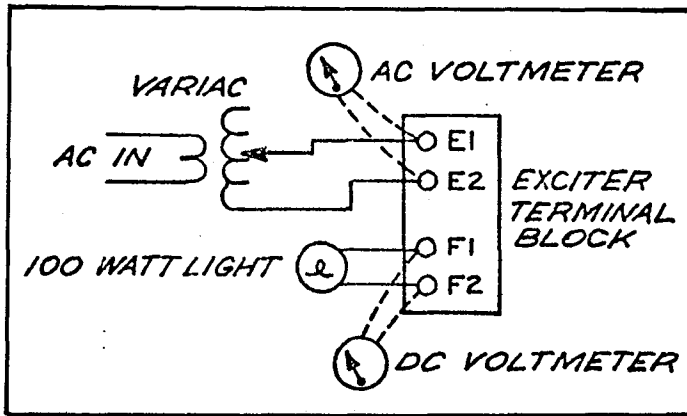 VARIAC
AC VOLTMETER
AC IN
E1
E2
EXCITER
TERMINAL
BLOCK
F1
100 WATT LIGHT
F2
DC VOLTMETER